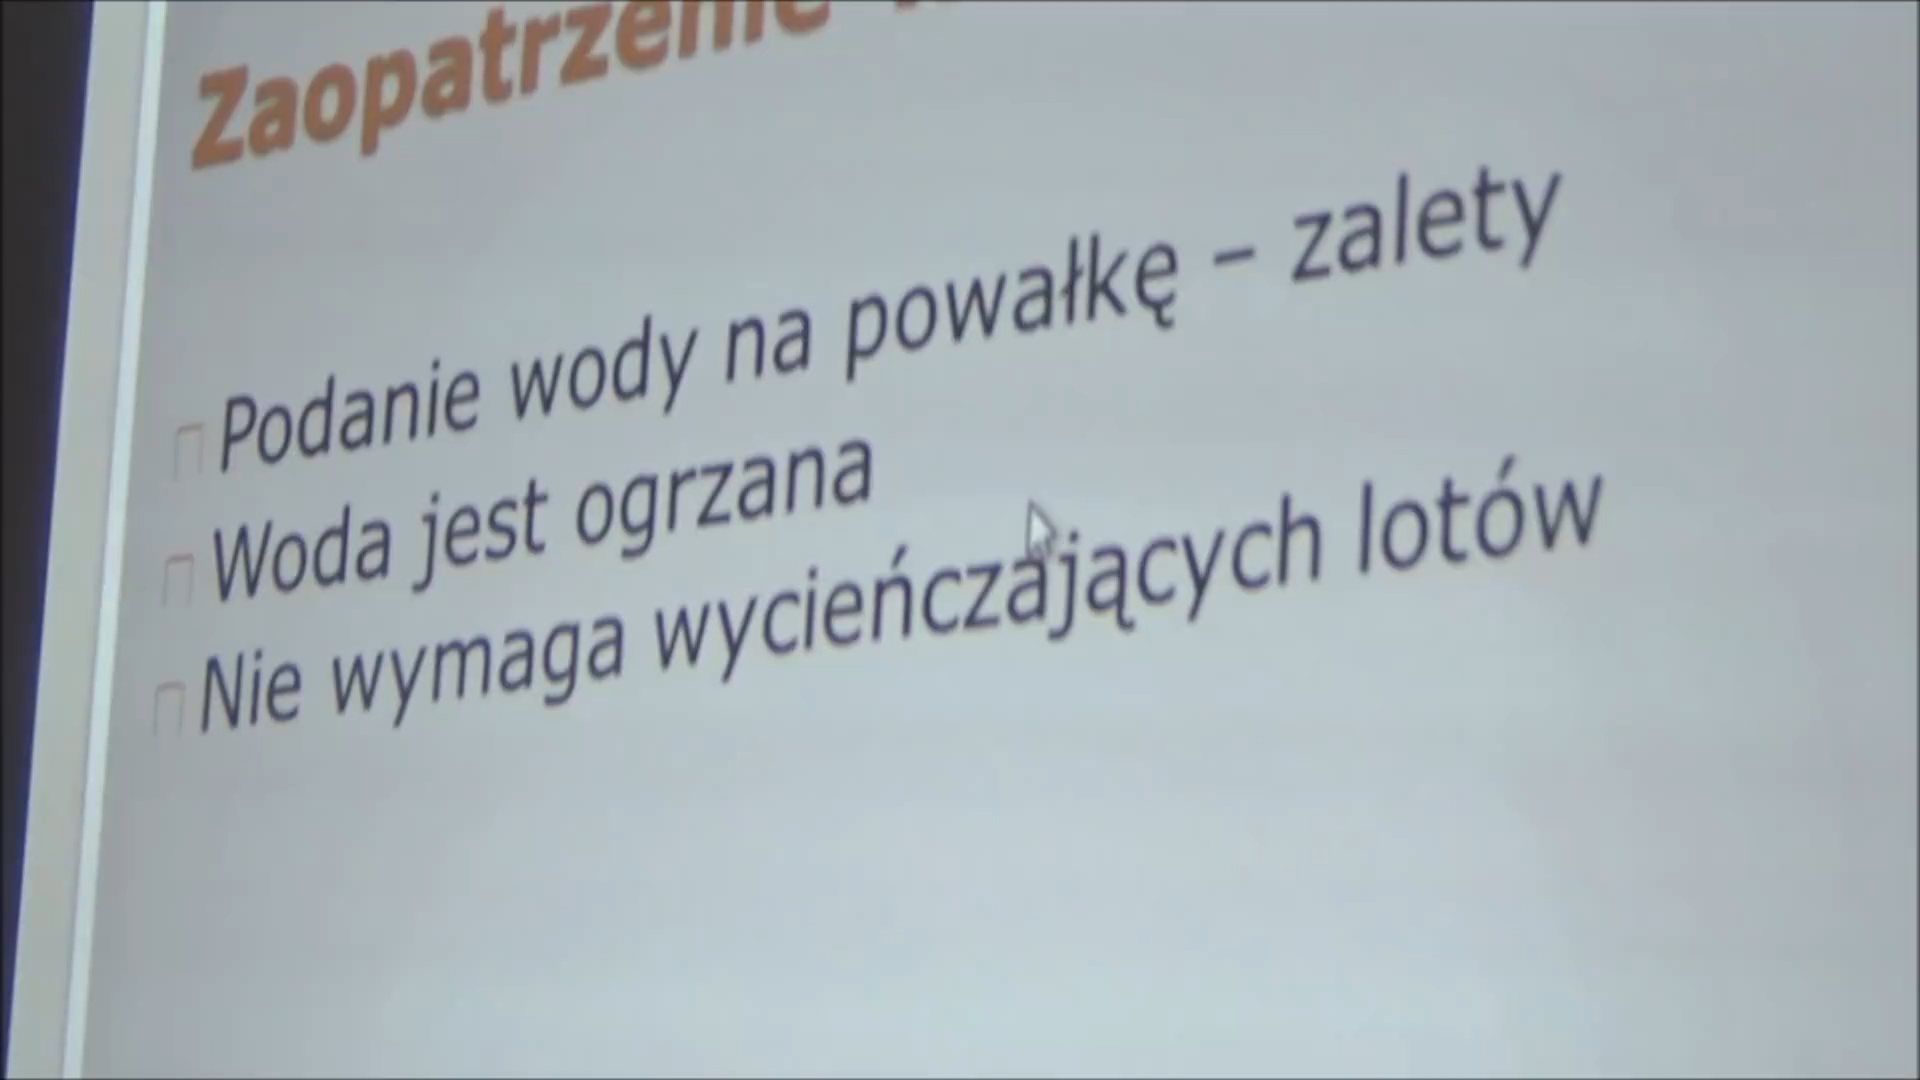 Zaopatrzenie
Podanie wody na powałkę – zalety
Woda jest ogrzana
Nie wymaga wycieńczających lotów